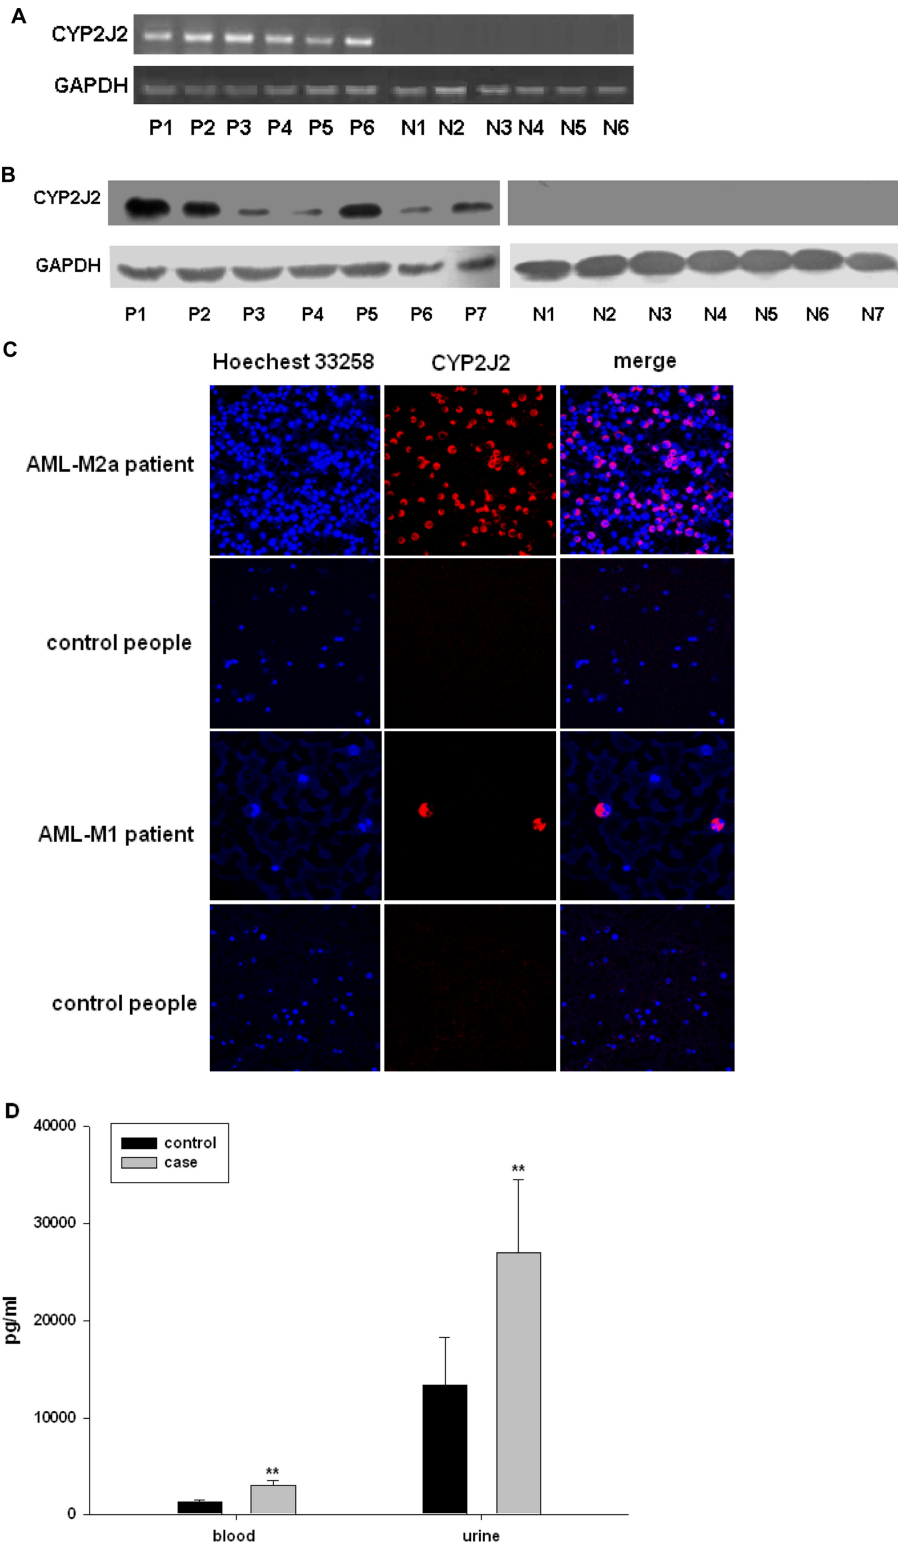 A
CYP2J2
GAPDH
P1 P2 P3 P4 P5 P6 N1 N2 N3 N4 N5 N6
B
CYP2J2
GAPDH
P1 P2 P3 P4 P5 P6 P7 N1 N2 N3 N4 N5 N6 N7
C
Hoechest 33258 CYP2J2 merge
AML-M2a patient
control people
AML-M1 patient
control people
D
40000
30000
20000
10000
0
pg/ml
control
case
**
**
blood urine